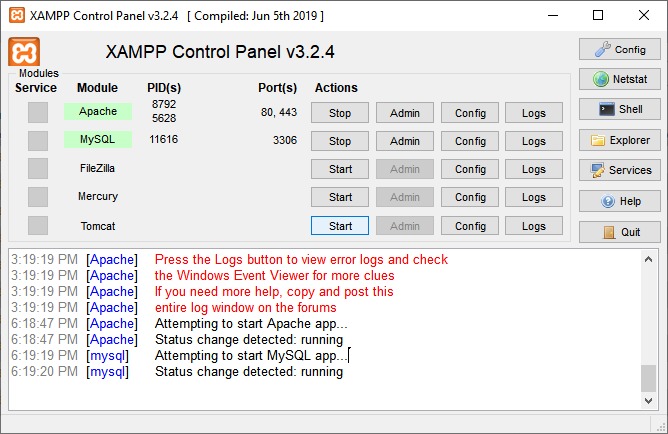 XAMPP Control Panel v3.2.4 [ Compiled: Jun 5th 2019 ]
XAMPP Control Panel v3.2.4
Config
Netstat
Shell
Explorer
Services
Help
Quit
Modules
Service Module PID(s) Port(s) Actions
Apache 8792 5628 80, 443 Stop Admin Config Logs
MySQL 11616 3306 Stop Admin Config Logs
FileZilla Start Admin Config Logs
Mercury Start Admin Config Logs
Tomcat Start Admin Config Logs
3:19:19 PM [Apache] Press the Logs button to view error logs and check
3:19:19 PM [Apache] the Windows Event Viewer for more clues
3:19:19 PM [Apache] If you need more help, copy and post this
3:19:19 PM [Apache] entire log window on the forums
6:18:47 PM [Apache] Attempting to start Apache app...
6:18:47 PM [Apache] Status change detected: running
6:19:19 PM [mysql] Attempting to start MySQL app...
6:19:20 PM [mysql] Status change detected: running